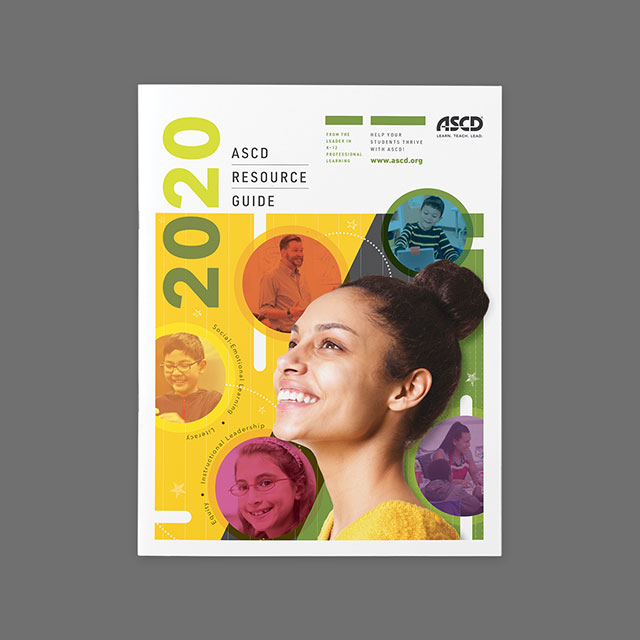 2020
ASCD
RESOURCE
GUIDE
FROM THE
LEADER IN
K–12
PROFESSIONAL
LEARNING
HELP YOUR
STUDENTS THRIVE
WITH ASCD!
www.ascd.org
ASCD
LEARN. TEACH. LEAD.
Social-Emotional Learning
• Literacy •
Equity • Instructional Leadership